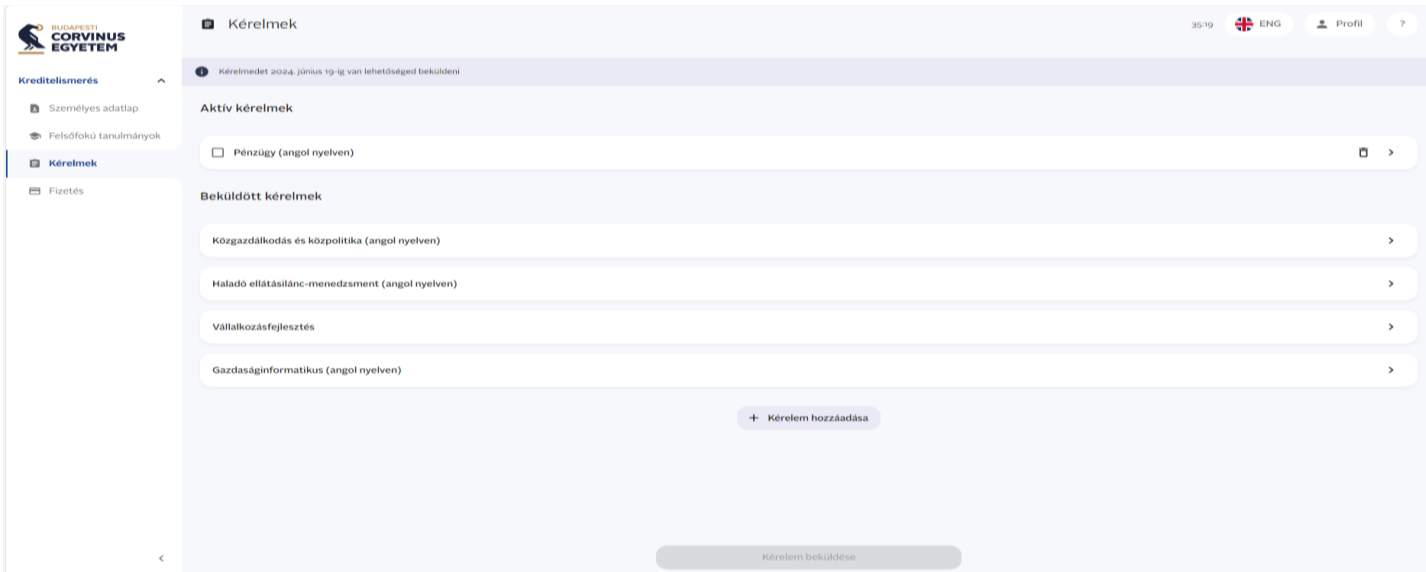 BUDAPESTI
CORVINUS
EGYETEM
Kérelmek
35:19
ENG
Profil
?
Kreditelismerés
Személyes adatlap
Felsőfokú tanulmányok
Kérelmek
Fizetés
Kérelmedet 2024. június 19-ig van lehetőséged beküldeni
Aktív kérelmek
Pénzügy (angol nyelven)
Beküldött kérelmek
Közgazdálkodás és közpolitika (angol nyelven)
Haladó ellátásilánc-menedzsment (angol nyelven)
Vállalkozásfejlesztés
Gazdaséginformatikus (angol nyelven)
+ Kérelem hozzáadása
Kérelem beküldése